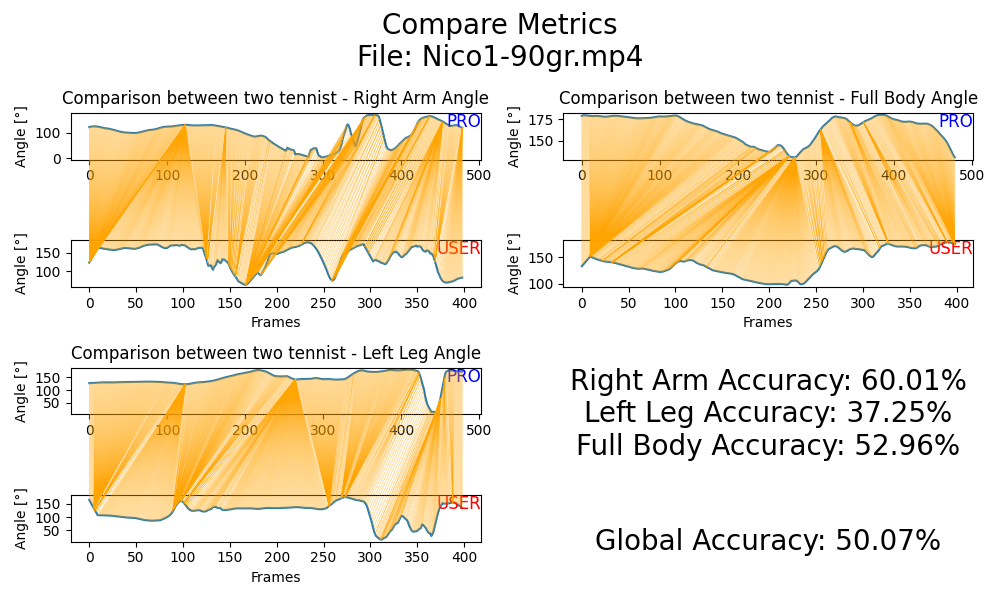 Compare Metrics
File: Nico1-90gr.mp4
Comparison between two tennist - Right Arm Angle
Angle [°]
100
0
PRO
0 100 200 300 400 500
Angle [°]
150
100
USER
0 50 100 150 200 250 300 350 400
Frames
Comparison between two tennist - Full Body Angle
Angle [°]
175
150
PRO
0 100 200 300 400 500
Angle [°]
150
100
USER
0 50 100 150 200 250 300 350 400
Frames
Comparison between two tennist - Left Leg Angle
Angle [°]
150
100
50
PRO
0 100 200 300 400 500
Angle [°]
150
100
50
USER
0 50 100 150 200 250 300 350 400
Frames
Right Arm Accuracy: 60.01%
Left Leg Accuracy: 37.25%
Full Body Accuracy: 52.96%
Global Accuracy: 50.07%